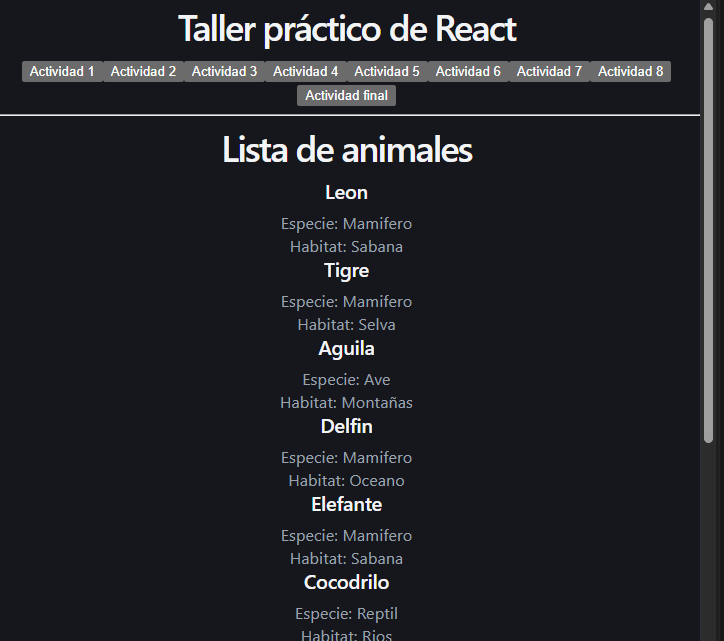 Taller práctico de React
Actividad 1 Actividad 2 Actividad 3 Actividad 4 Actividad 5 Actividad 6 Actividad 7 Actividad 8
Actividad final
Lista de animales
Leon
Especie: Mamifero
Habitat: Sabana
Tigre
Especie: Mamifero
Habitat: Selva
Aguila
Especie: Ave
Habitat: Montañas
Delfin
Especie: Mamifero
Habitat: Oceano
Elefante
Especie: Mamifero
Habitat: Sabana
Cocodrilo
Especie: Reptil
Habitat: Rios